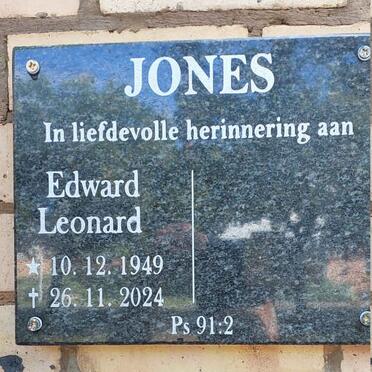 JONES
In liefdevolle herinnering aan
Edward
Leonard
★ 10. 12. 1949
✝ 26. 11. 2024
Ps 91:2